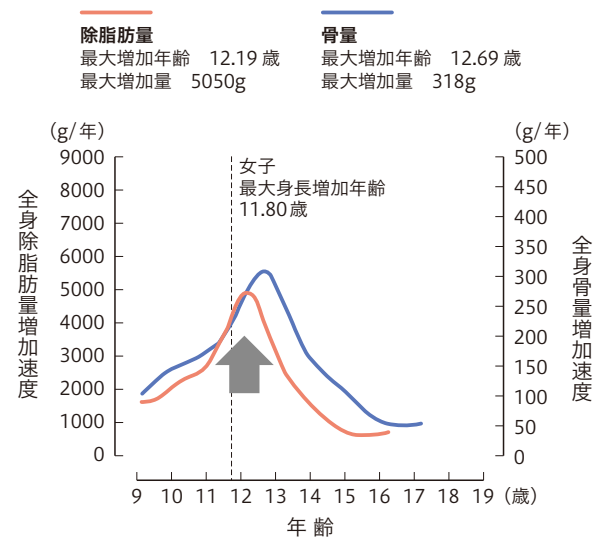 除脂肪量
最大増加年齢 12.19 歳
最大増加量 5050g
骨量
最大増加年齢 12.69 歳
最大増加量 318g
（g/年）
（g/年）
女子
最大身長増加年齢
11.80歳
全身除脂肪量増加速度
9000
8000
7000
6000
5000
4000
3000
2000
1000
0
500
450
400
350
300
250
200
150
100
50
0
全身骨量増加速度
9 10 11 12 13 14 15 16 17 18 19 （歳）
年 齢